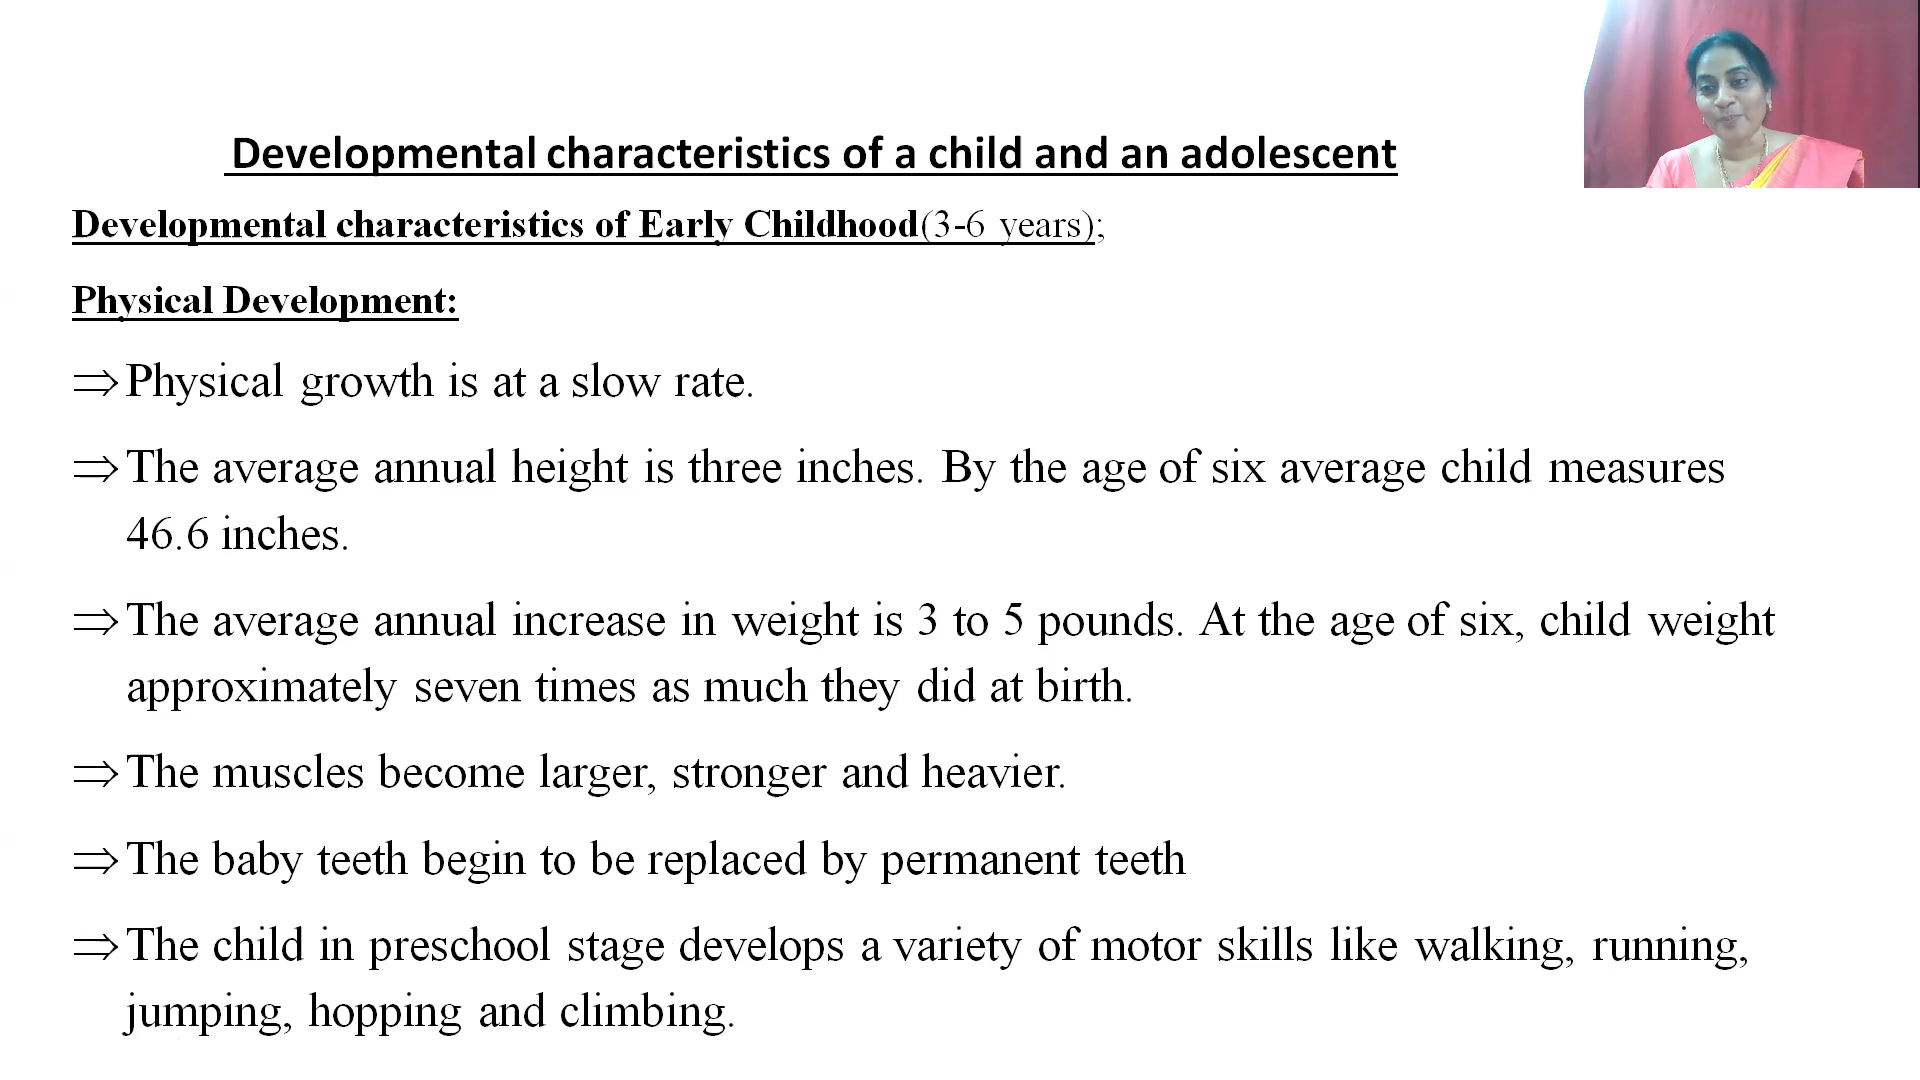 Developmental characteristics of a child and an adolescent
Developmental characteristics of Early Childhood(3-6 years);
Physical Development:
⇒Physical growth is at a slow rate.
⇒The average annual height is three inches. By the age of six average child measures
46.6 inches.
⇒The average annual increase in weight is 3 to 5 pounds. At the age of six, child weight
approximately seven times as much they did at birth.
⇒The muscles become larger, stronger and heavier.
⇒The baby teeth begin to be replaced by permanent teeth
⇒The child in preschool stage develops a variety of motor skills like walking, running,
jumping, hopping and climbing.